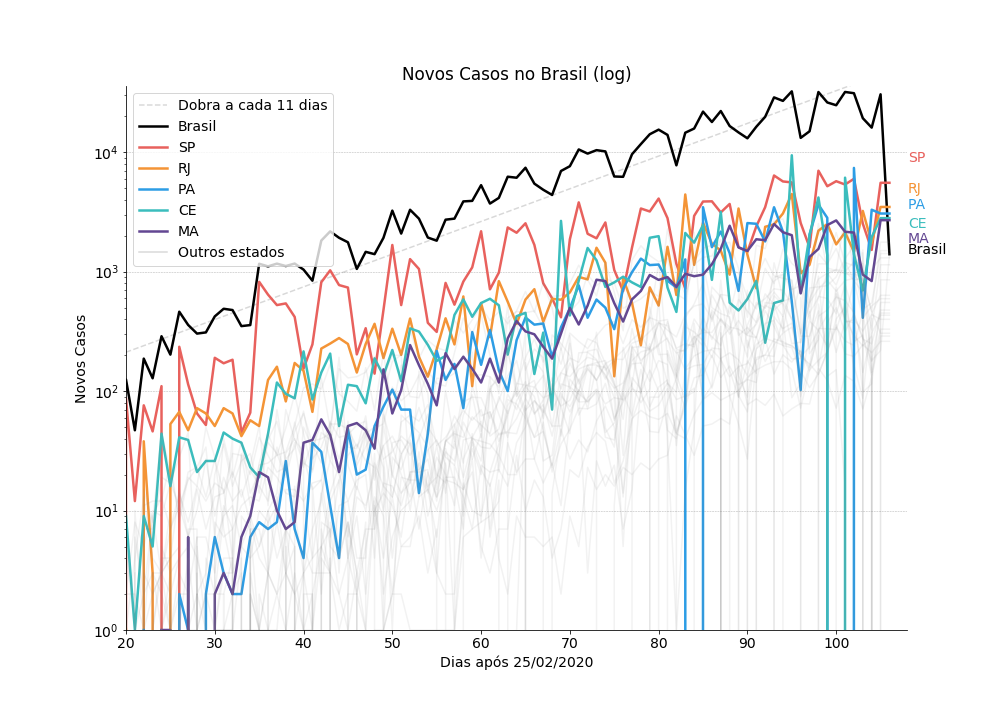 Novos Casos no Brasil (log)
Dobra a cada 11 dias
Brasil
SP
RJ
PA
CE
MA
Outros estados
Novos Casos
10^4
10^3
10^2
10^1
10^0
SP
RJ
PA
CE
MA
Brasil
20 30 40 50 60 70 80 90 100
Dias após 25/02/2020